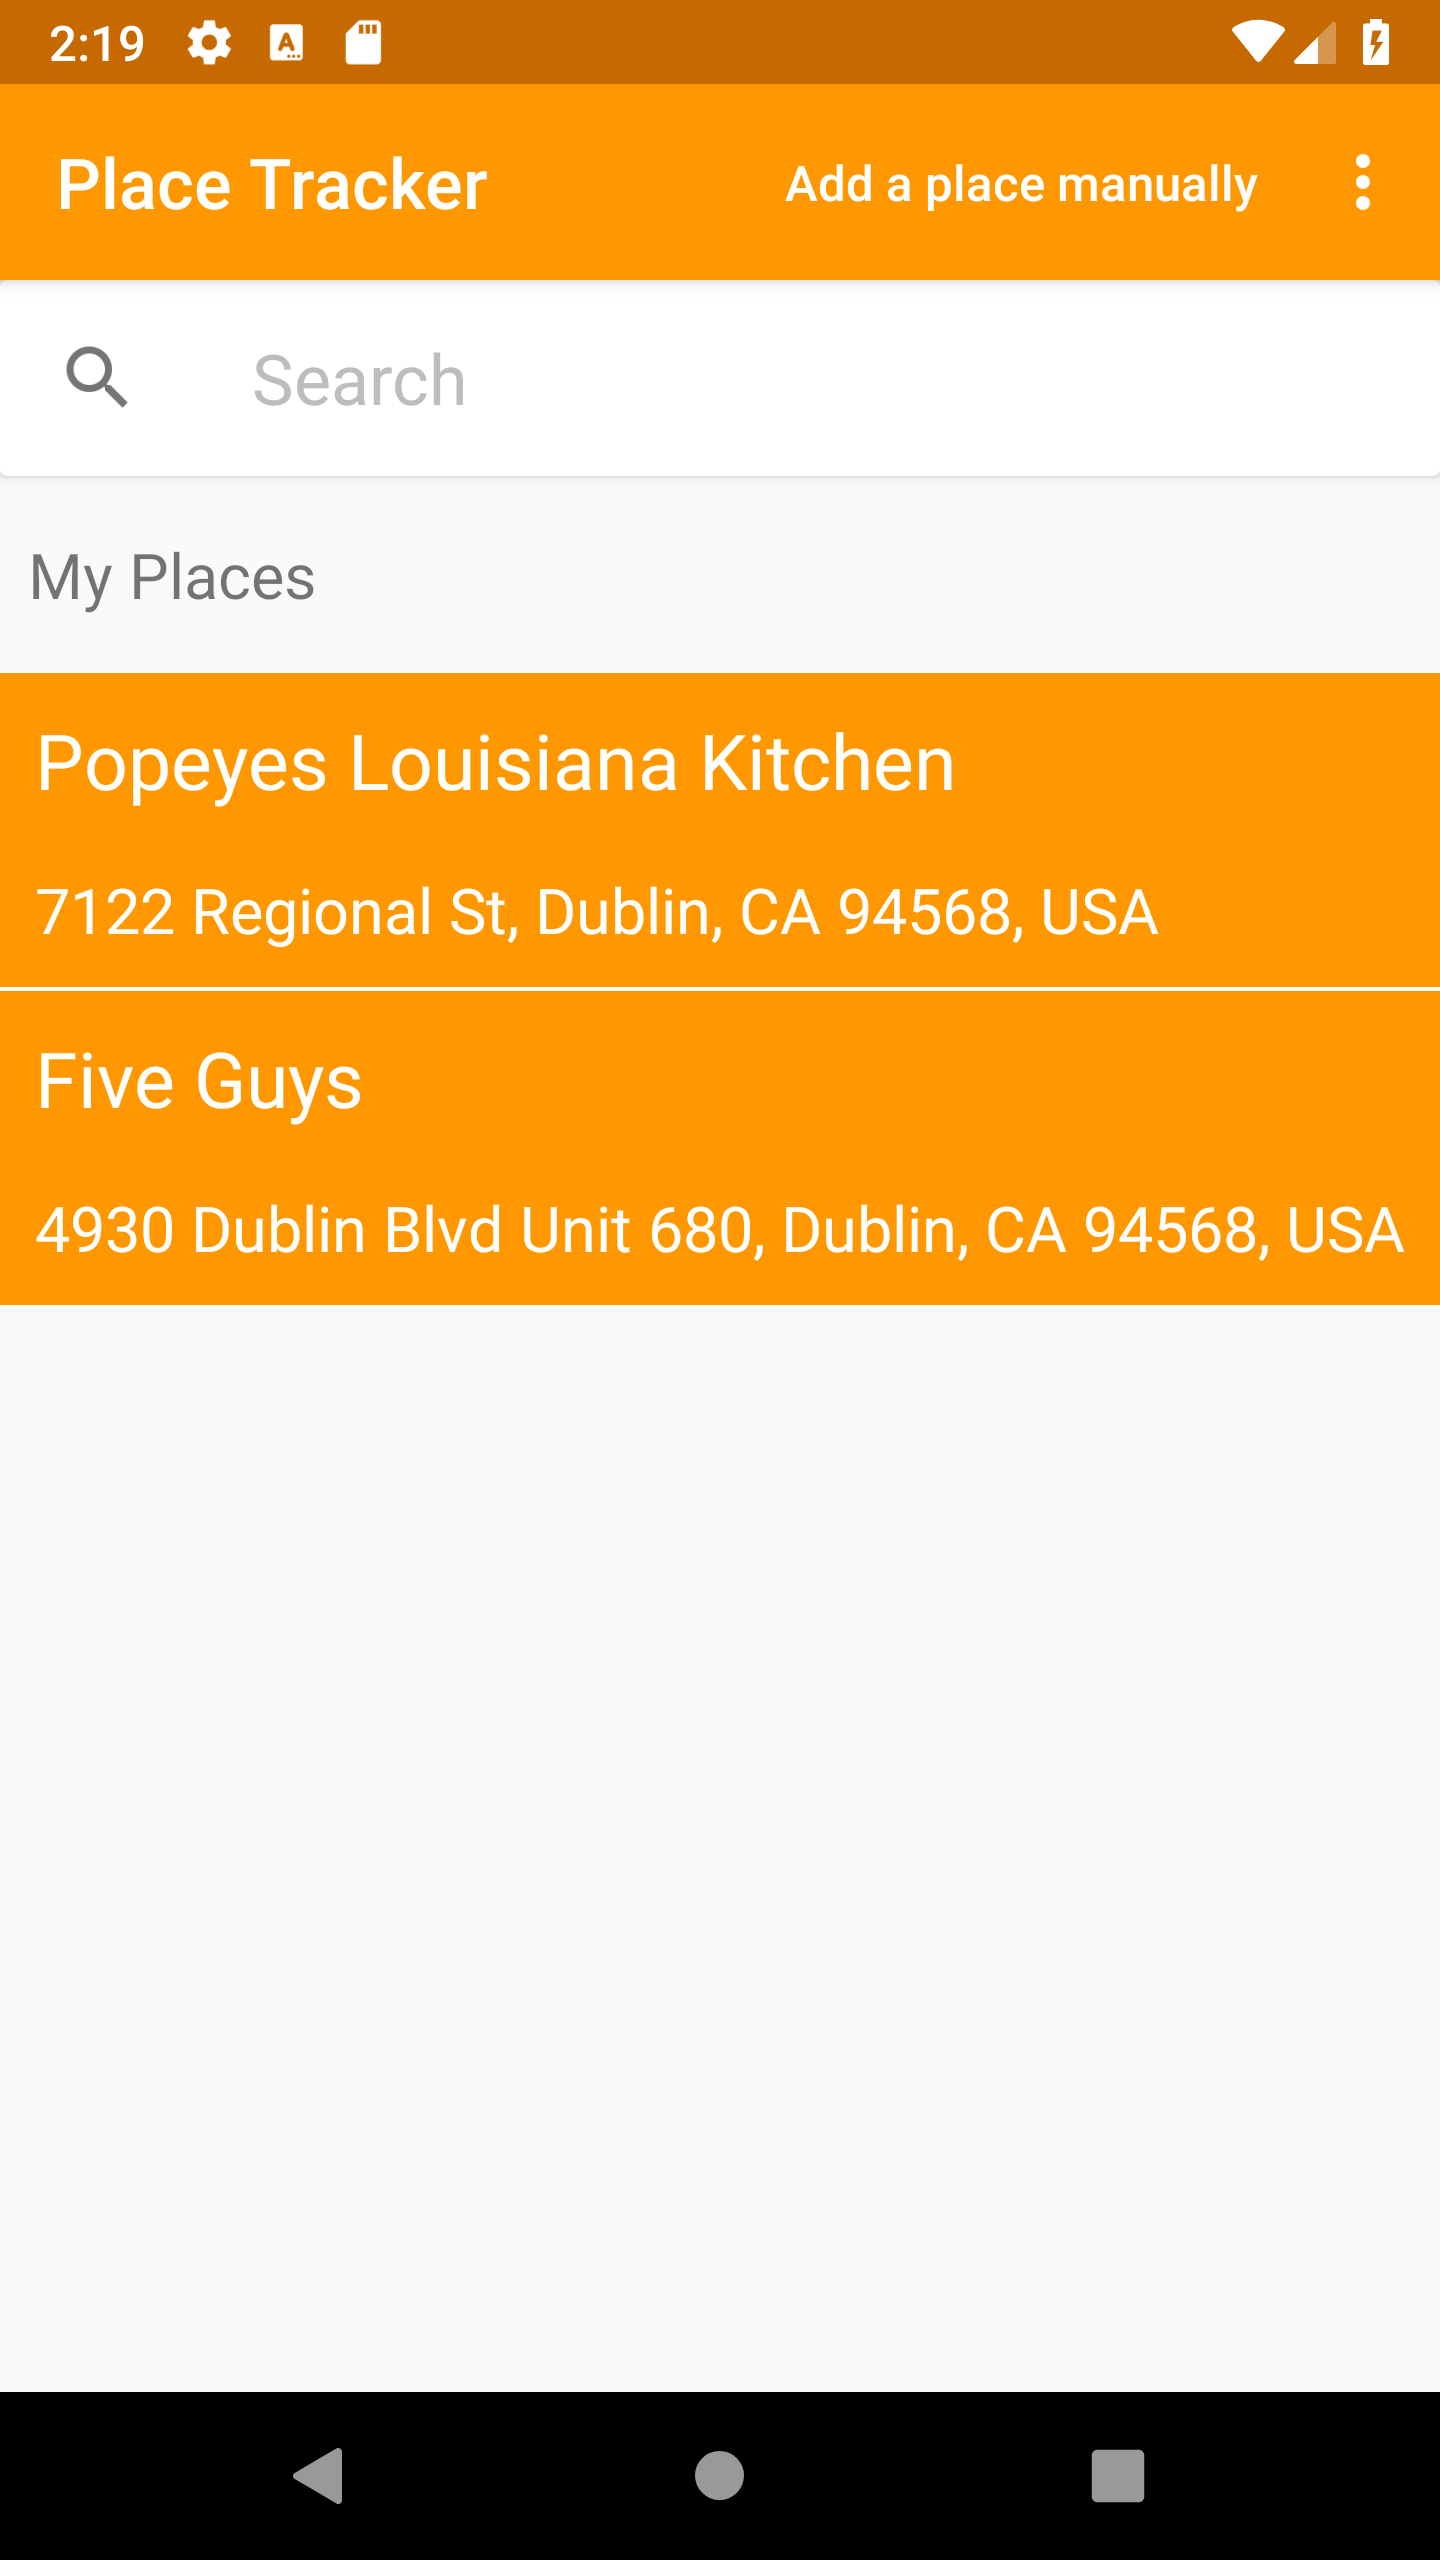 2:19
Place Tracker
Add a place manually
Search
My Places
Popeyes Louisiana Kitchen
7122 Regional St, Dublin, CA 94568, USA
Five Guys
4930 Dublin Blvd Unit 680, Dublin, CA 94568, USA